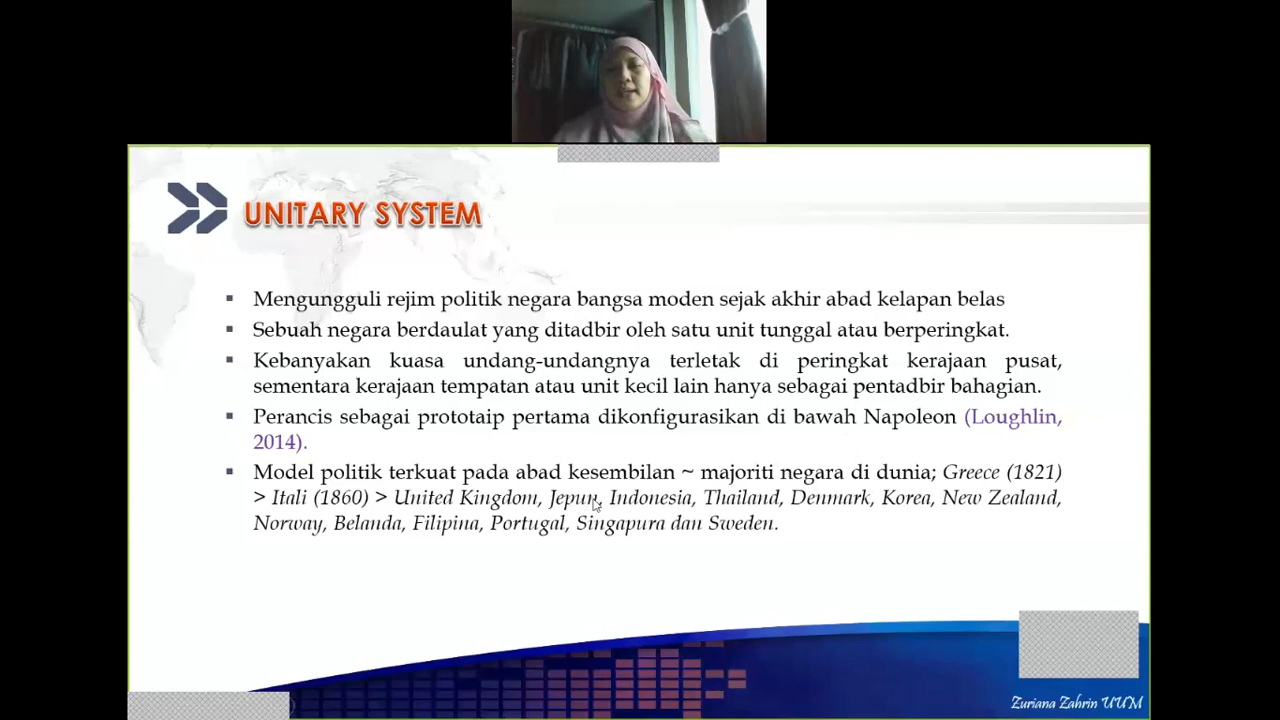 UNITARY SYSTEM
▪ Mengungguli rejim politik negara bangsa moden sejak akhir abad kelapan belas
▪ Sebuah negara berdaulat yang ditadbir oleh satu unit tunggal atau berperingkat.
▪ Kebanyakan kuasa undang-undangnya terletak di peringkat kerajaan pusat,
sementara kerajaan tempatan atau unit kecil lain hanya sebagai pentadbir bahagian.
▪ Perancis sebagai prototaip pertama dikonfigurasikan di bawah Napoleon (Loughlin,
2014).
▪ Model politik terkuat pada abad kesembilan ~ majoriti negara di dunia; Greece (1821)
> Itali (1860) > United Kingdom, Jepun, Indonesia, Thailand, Denmark, Korea, New Zealand,
Norway, Belanda, Filipina, Portugal, Singapura dan Sweden.
Zuriana Zahrin UUM